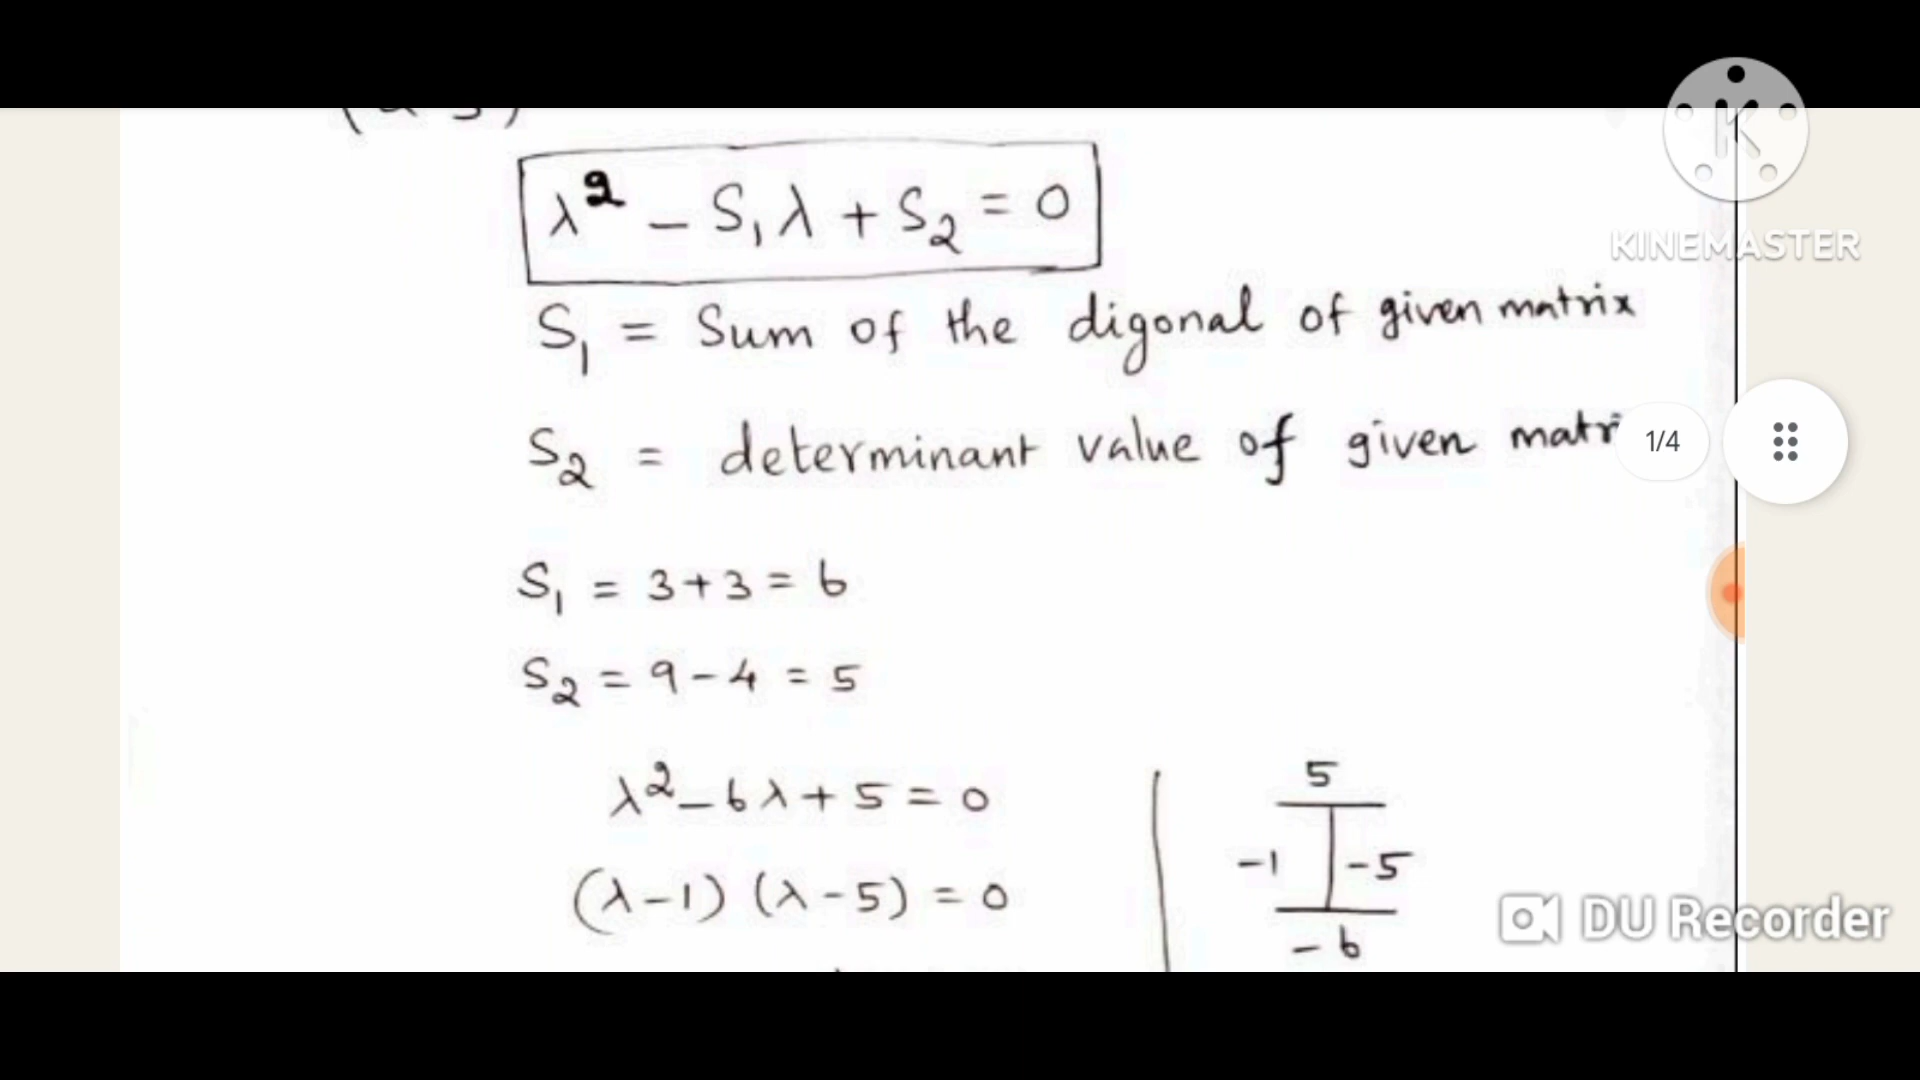 λ² - S₁λ + S₂ = 0
KINEMASTER
S₁ = Sum of the digonal of given matrix
S₂ = determinant value of given matri
1/4
S₁ = 3+3 = 6
S₂ = 9-4 = 5
λ²-6λ+5=0
5
-1 -5
(λ-1) (λ-5) = 0
-6
DU Recorder